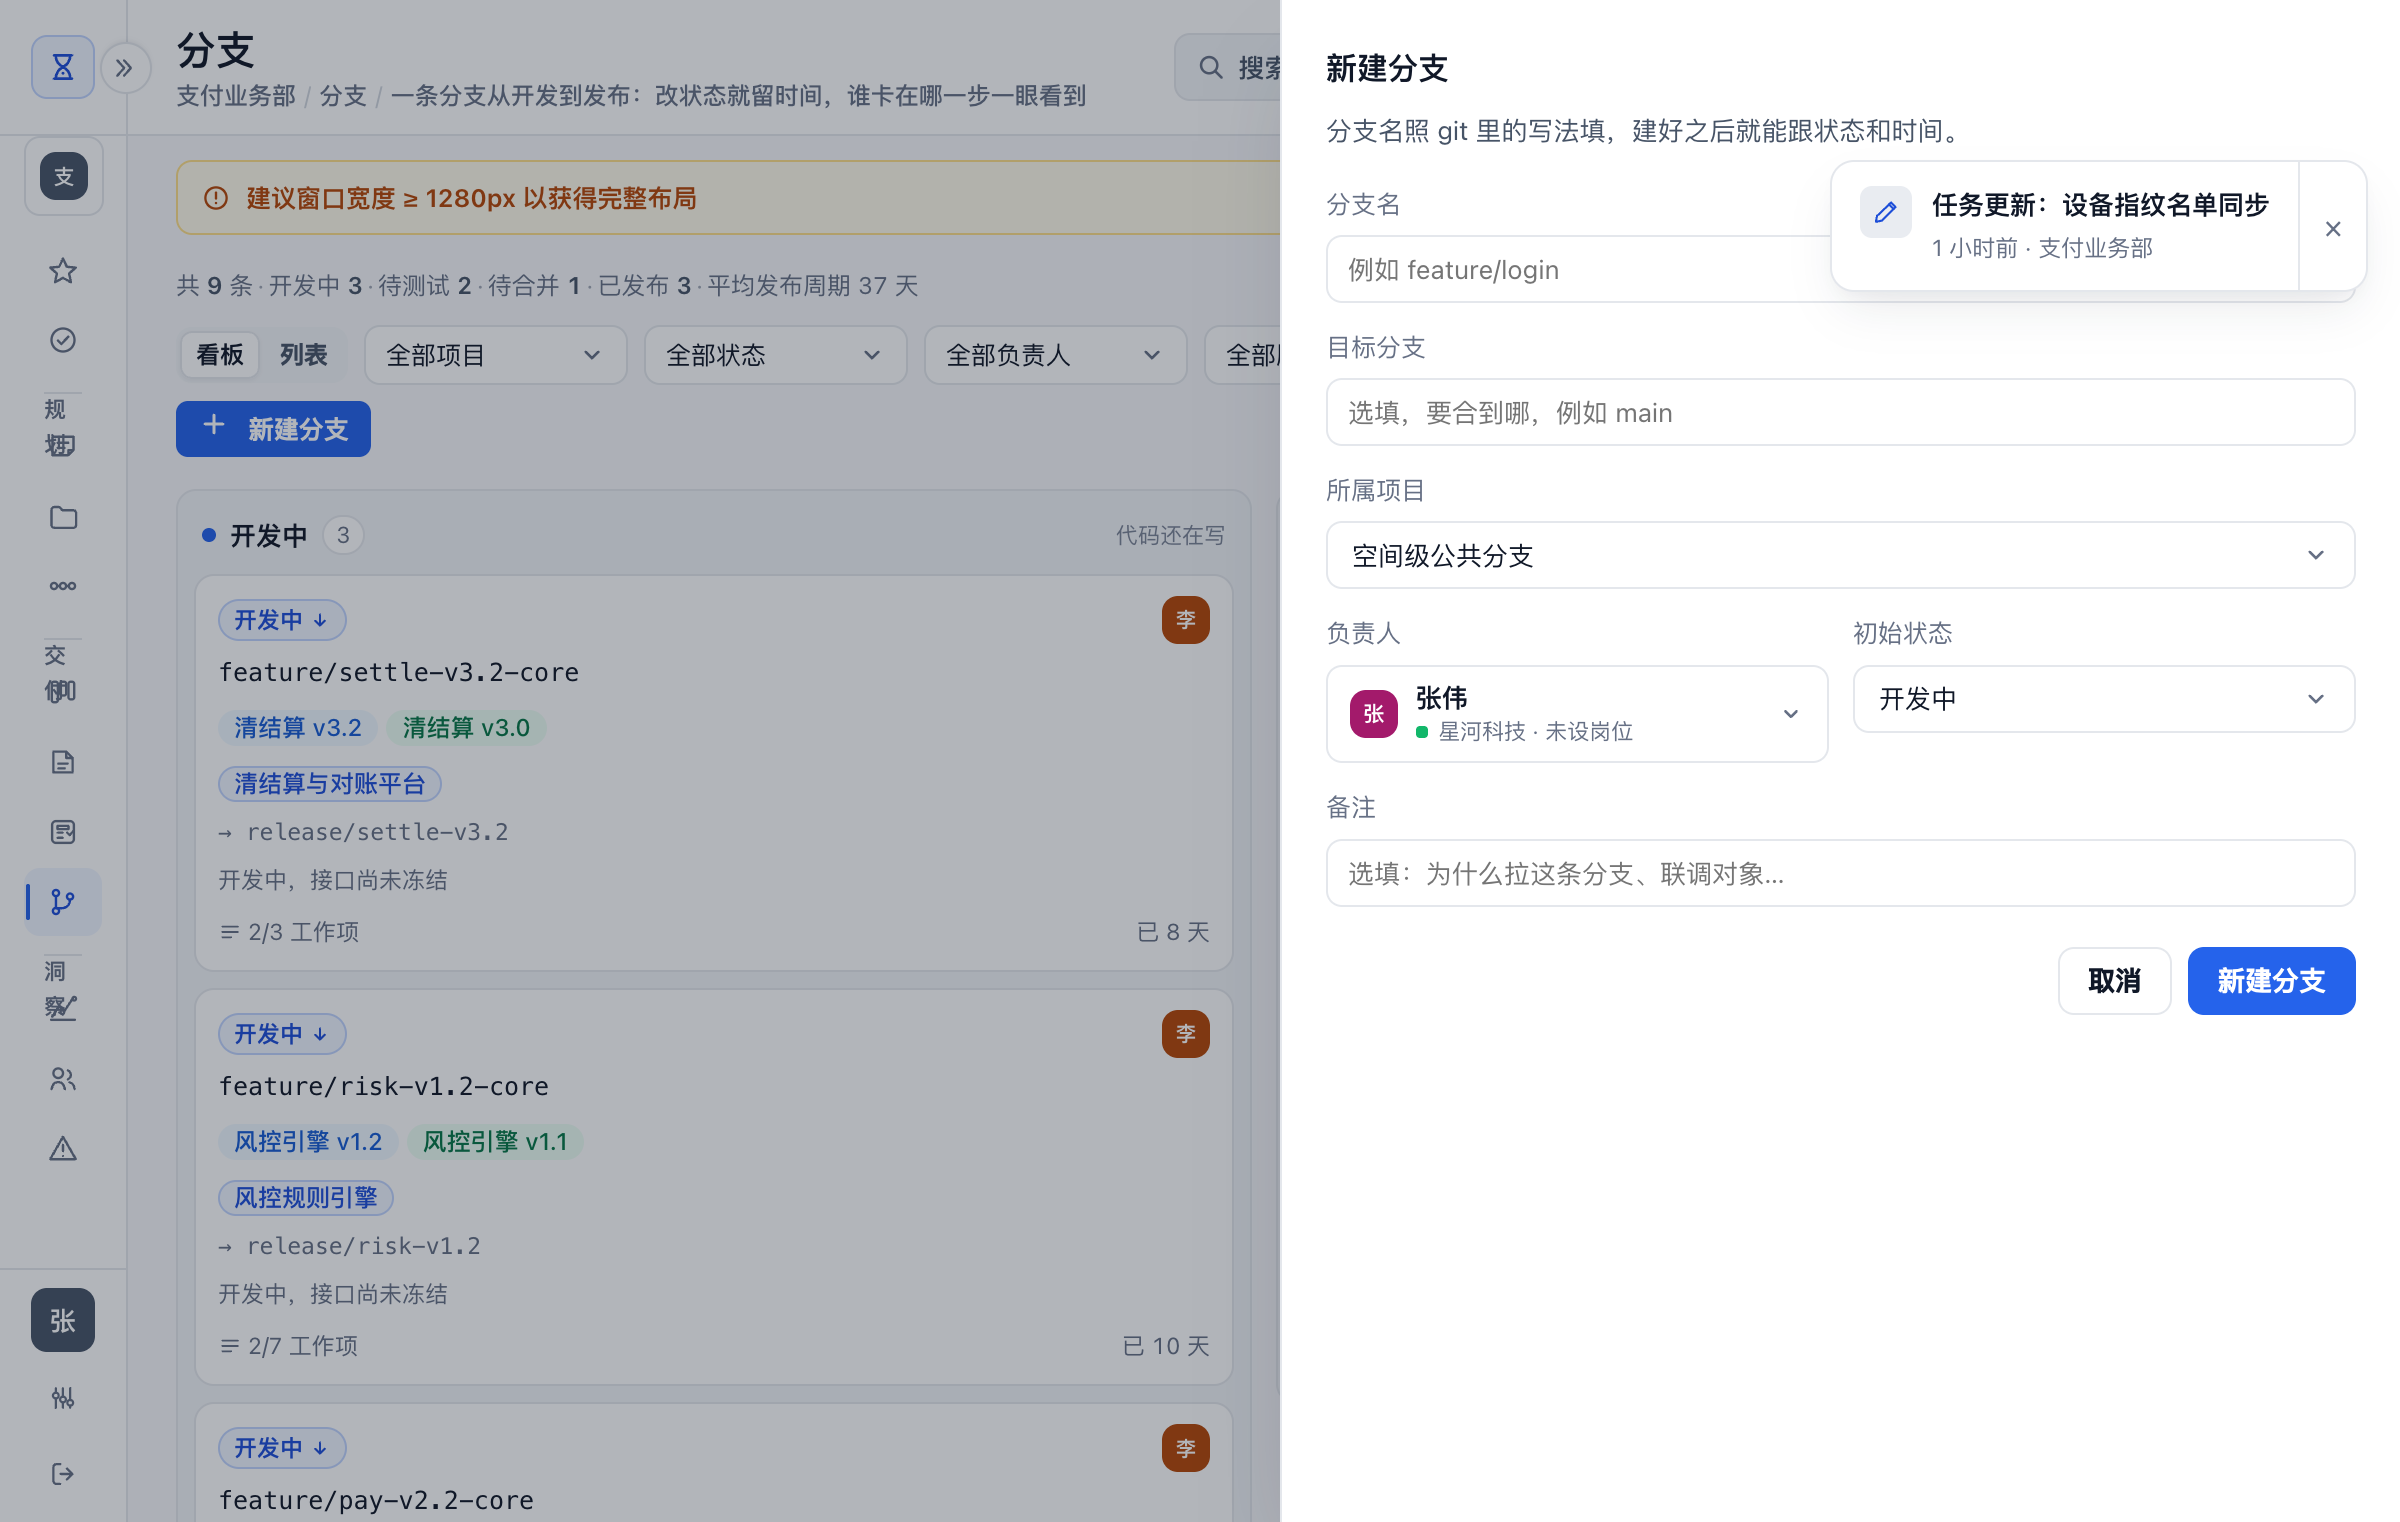 分支
支付业务部 / 分支 / 一条分支从开发到发布：改状态就留时间，谁卡在哪一步一眼看到
搜索
支
规划
交付
洞察
张
建议窗口宽度 ≥ 1280px 以获得完整布局
共 9 条 · 开发中 3 · 待测试 2 · 待合并 1 · 已发布 3 · 平均发布周期 37 天
看板 列表 全部项目 全部状态 全部负责人 全部
新建分支
开发中 3 代码还在写
开发中 ↓ 李
feature/settle-v3.2-core
清结算 v3.2 清结算 v3.0
清结算与对账平台
→ release/settle-v3.2
开发中，接口尚未冻结
2/3 工作项 已 8 天
开发中 ↓ 李
feature/risk-v1.2-core
风控引擎 v1.2 风控引擎 v1.1
风控规则引擎
→ release/risk-v1.2
开发中，接口尚未冻结
2/7 工作项 已 10 天
开发中 ↓ 李
feature/pay-v2.2-core
新建分支
分支名照 git 里的写法填，建好之后就能跟状态和时间。
任务更新：设备指纹名单同步
1 小时前 · 支付业务部
分支名
例如 feature/login
目标分支
选填，要合到哪，例如 main
所属项目
空间级公共分支
负责人 初始状态
张 张伟
星河科技 · 未设岗位
开发中
备注
选填：为什么拉这条分支、联调对象...
取消 新建分支